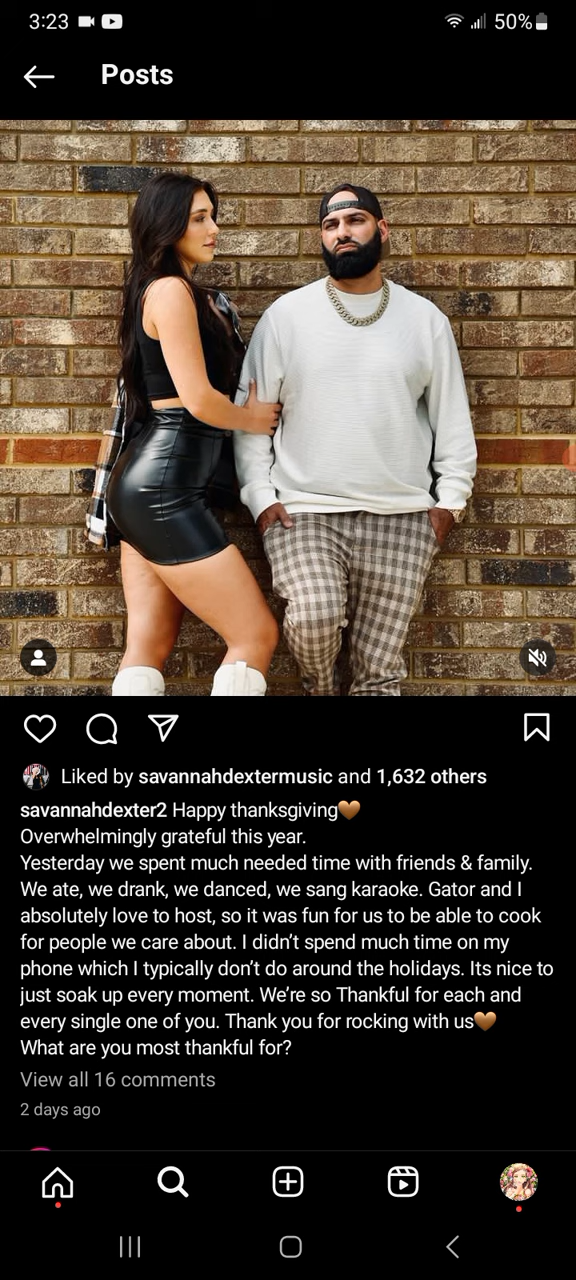 3:23
50%
Posts
Liked by savannahdextermusic and 1,632 others
savannahdexter2 Happy thanksgiving🤎
Overwhelmingly grateful this year.
Yesterday we spent much needed time with friends & family.
We ate, we drank, we danced, we sang karaoke. Gator and I
absolutely love to host, so it was fun for us to be able to cook
for people we care about. I didn’t spend much time on my
phone which I typically don’t do around the holidays. Its nice to
just soak up every moment. We’re so Thankful for each and
every single one of you. Thank you for rocking with us🤎
What are you most thankful for?
View all 16 comments
2 days ago